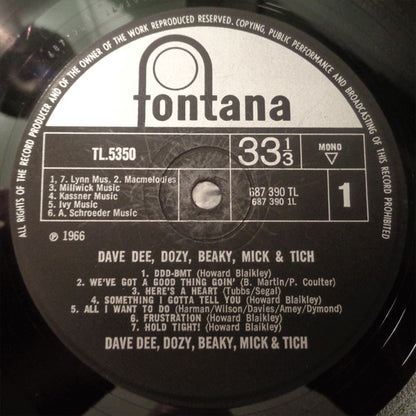 ALL RIGHTS OF THE RECORD PRODUCER AND OF THE OWNER OF THE WORK REPRODUCED RESERVED. COPYING, PUBLIC PERFORMANCE AND BROADCASTING OF THIS RECORD PROHIBITED
fontana
TL.5350
33 1/3
MONO
1, 7. Lynn Mus, 2. Macmelouies
3. Millwick Music
4. Kassner Music
5. Ivy Music
6. A. Schroeder Music
687 390 TL
687 390 1L
1
℗ 1966
DAVE DEE, DOZY, BEAKY, MICK & TICH
1. DDD-BMT (Howard Blaikley)
2. WE'VE GOT A GOOD THING GOIN' (B. Martin/P. Coulter)
3. HERE'S A HEART (Tubbs/Segal)
4. SOMETHING I GOTTA TELL YOU (Howard Blaikley)
5. ALL I WANT TO DO (Harman/Wilson/Davies/Amey/Dymond)
6. FRUSTRATION (Howard Blaikley)
7. HOLD TIGHT! (Howard Blaikley)
DAVE DEE, DOZY, BEAKY, MICK & TICH